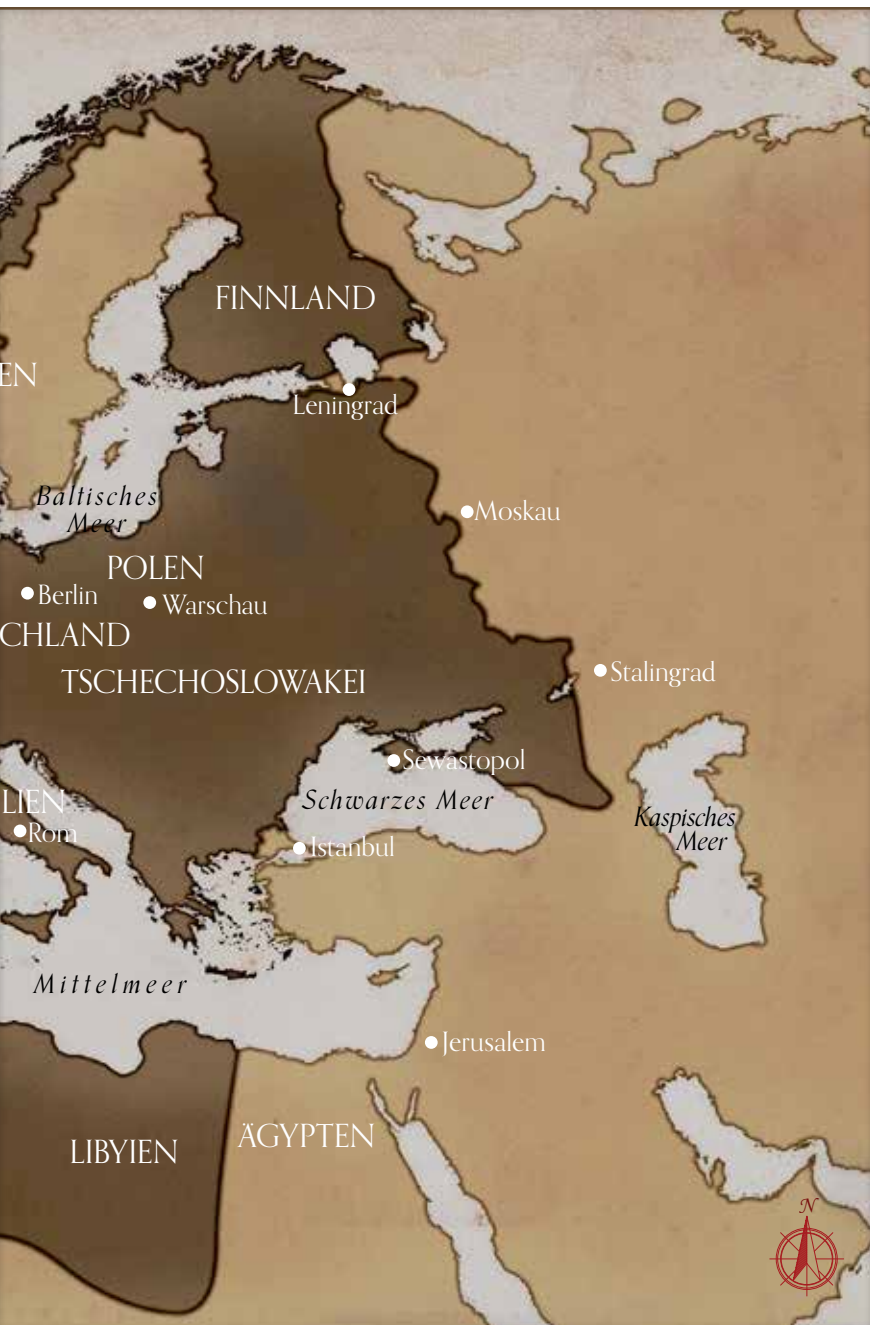 FINNLAND
EN
Leningrad
Baltisches
Meer
Moskau
POLEN
Berlin
Warschau
CHLAND
TSCHECHOSLOWAKEI
Stalingrad
Sewastopol
Schwarzes Meer
LIEN
Rom
Kaspisches
Meer
Istanbul
Mittelmeer
Jerusalem
ÄGYPTEN
LIBYIEN
N